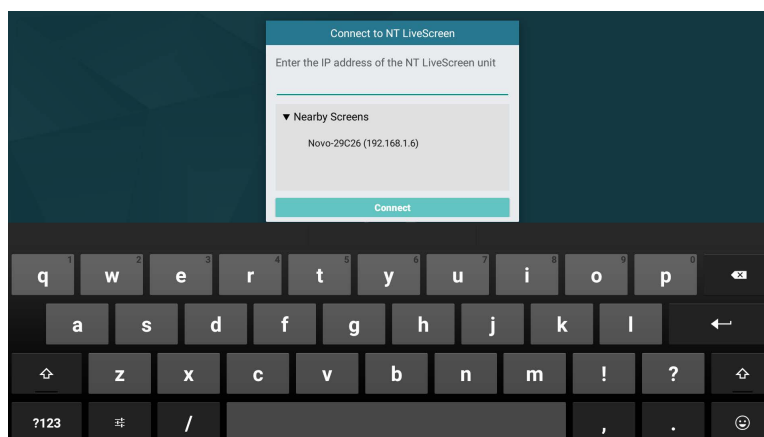 Connect to NT LiveScreen
Enter the IP address of the NT LiveScreen unit
▼ Nearby Screens
Novo-29C26 (192.168.1.6)
Connect
1 2 3 4 5 6 7 8 9 0
q w e r t y u i o p
a s d f g h j k l
z x c v b n m ! ?
?123 / , .